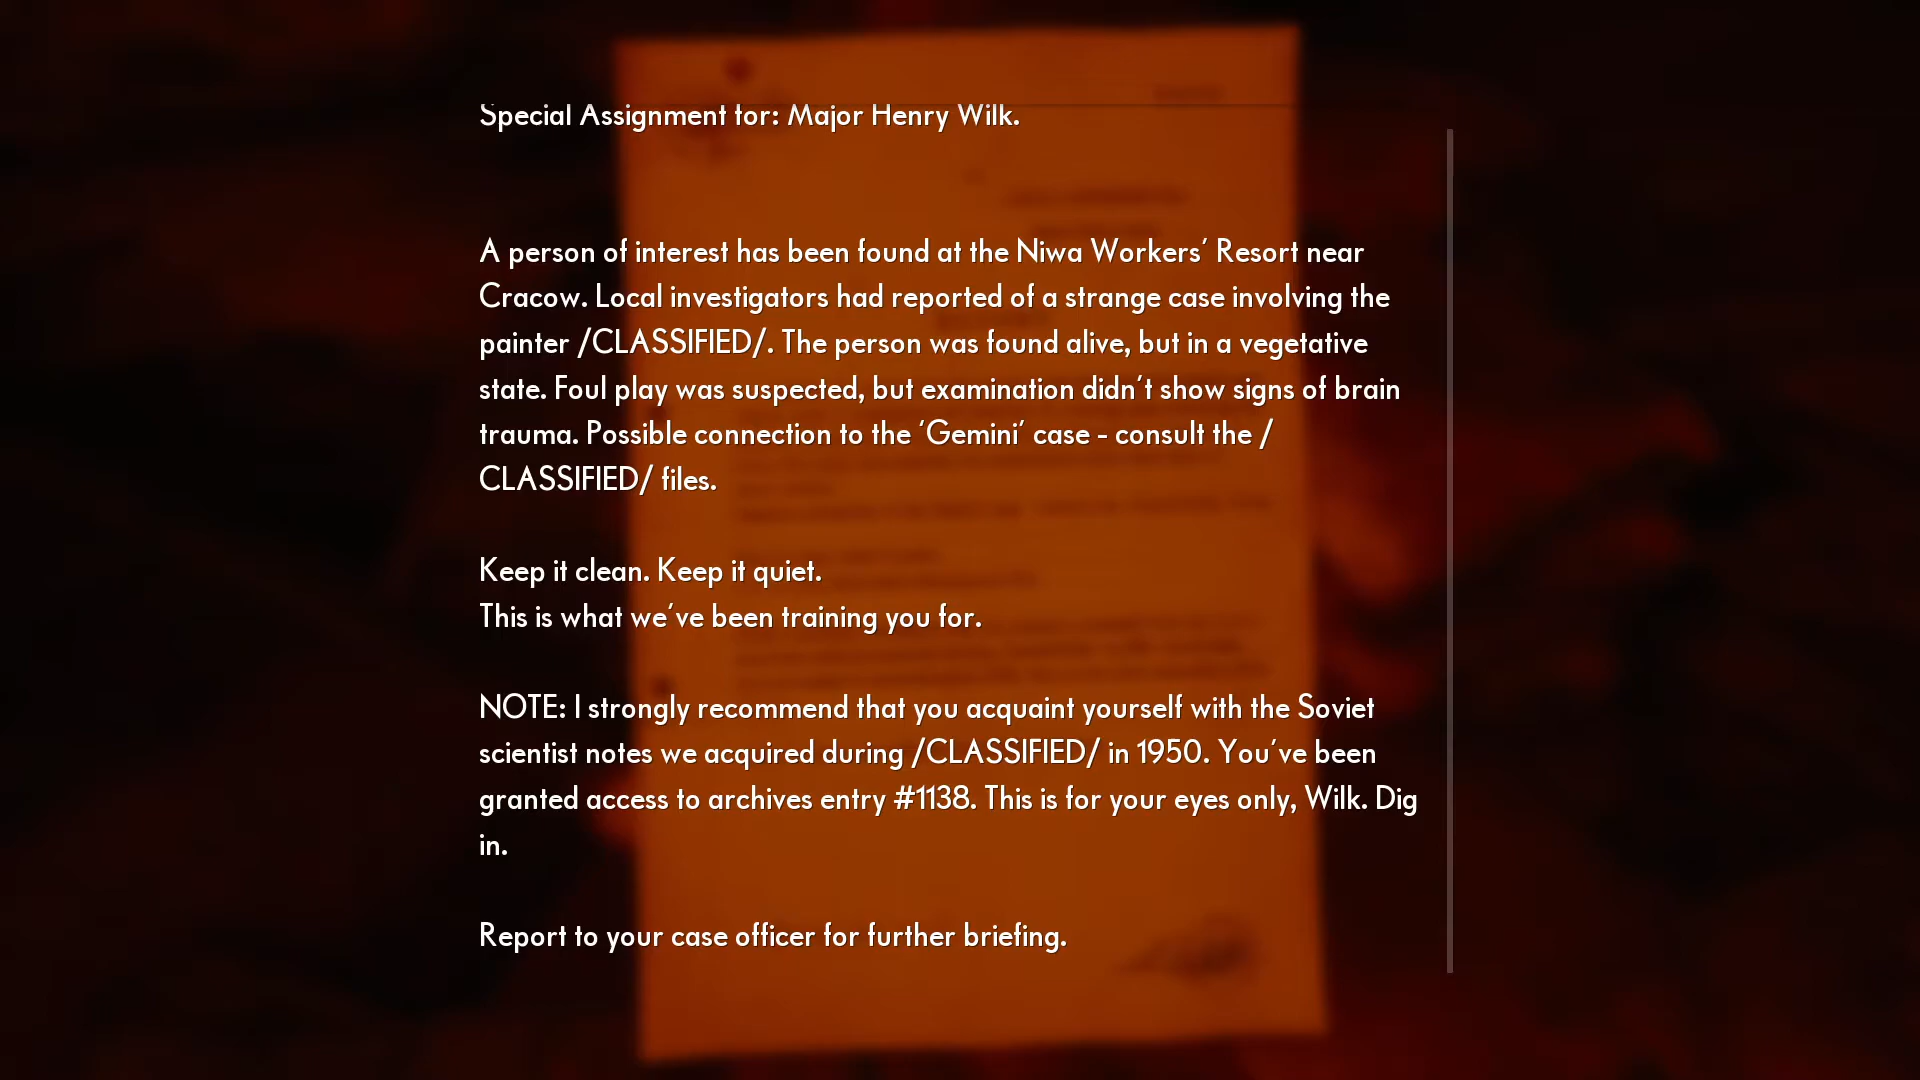 Special Assignment for: Major Henry Wilk.
A person of interest has been found at the Niwa Workers' Resort near
Cracow. Local investigators had reported of a strange case involving the
painter /CLASSIFIED/. The person was found alive, but in a vegetative
state. Foul play was suspected, but examination didn't show signs of brain
trauma. Possible connection to the 'Gemini' case - consult the /
CLASSIFIED/ files.
Keep it clean. Keep it quiet.
This is what we've been training you for.
NOTE: I strongly recommend that you acquaint yourself with the Soviet
scientist notes we acquired during /CLASSIFIED/ in 1950. You've been
granted access to archives entry #1138. This is for your eyes only, Wilk. Dig
in.
Report to your case officer for further briefing.